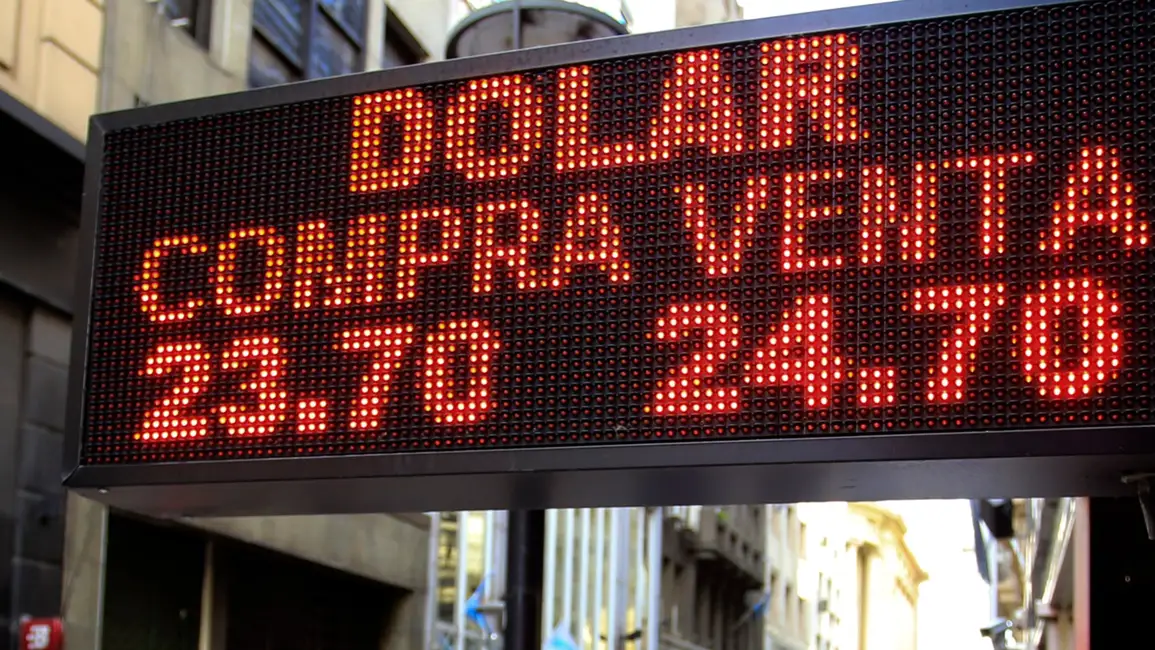 DOLAR
COMPRA VENTA
23.70 24.70